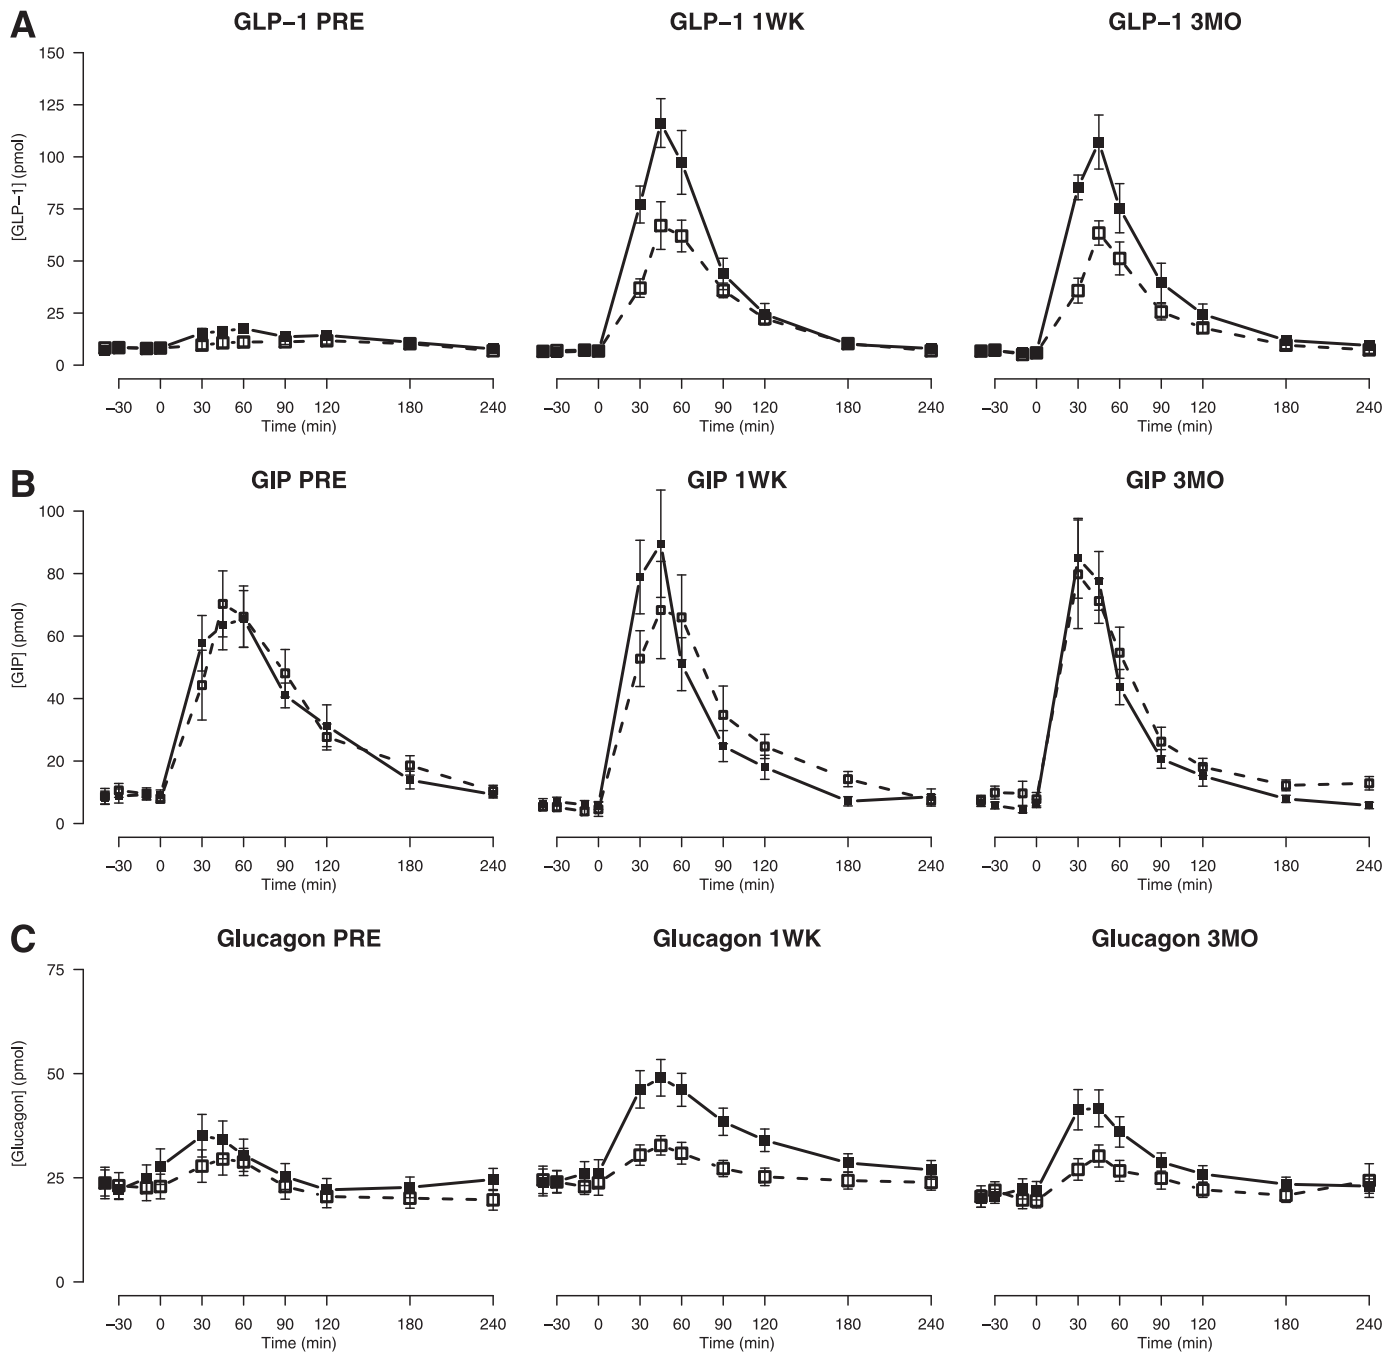 A
GLP−1 PRE
GLP−1 1WK
GLP−1 3MO
[GLP−1] (pmol)
150
125
100
75
50
25
0
−30 0 30 60 90 120 180 240
Time (min)
−30 0 30 60 90 120 180 240
Time (min)
−30 0 30 60 90 120 180 240
Time (min)
B
GIP PRE
GIP 1WK
GIP 3MO
[GIP] (pmol)
100
80
60
40
20
0
−30 0 30 60 90 120 180 240
Time (min)
−30 0 30 60 90 120 180 240
Time (min)
−30 0 30 60 90 120 180 240
Time (min)
C
Glucagon PRE
Glucagon 1WK
Glucagon 3MO
[Glucagon] (pmol)
75
50
25
0
−30 0 30 60 90 120 180 240
Time (min)
−30 0 30 60 90 120 180 240
Time (min)
−30 0 30 60 90 120 180 240
Time (min)